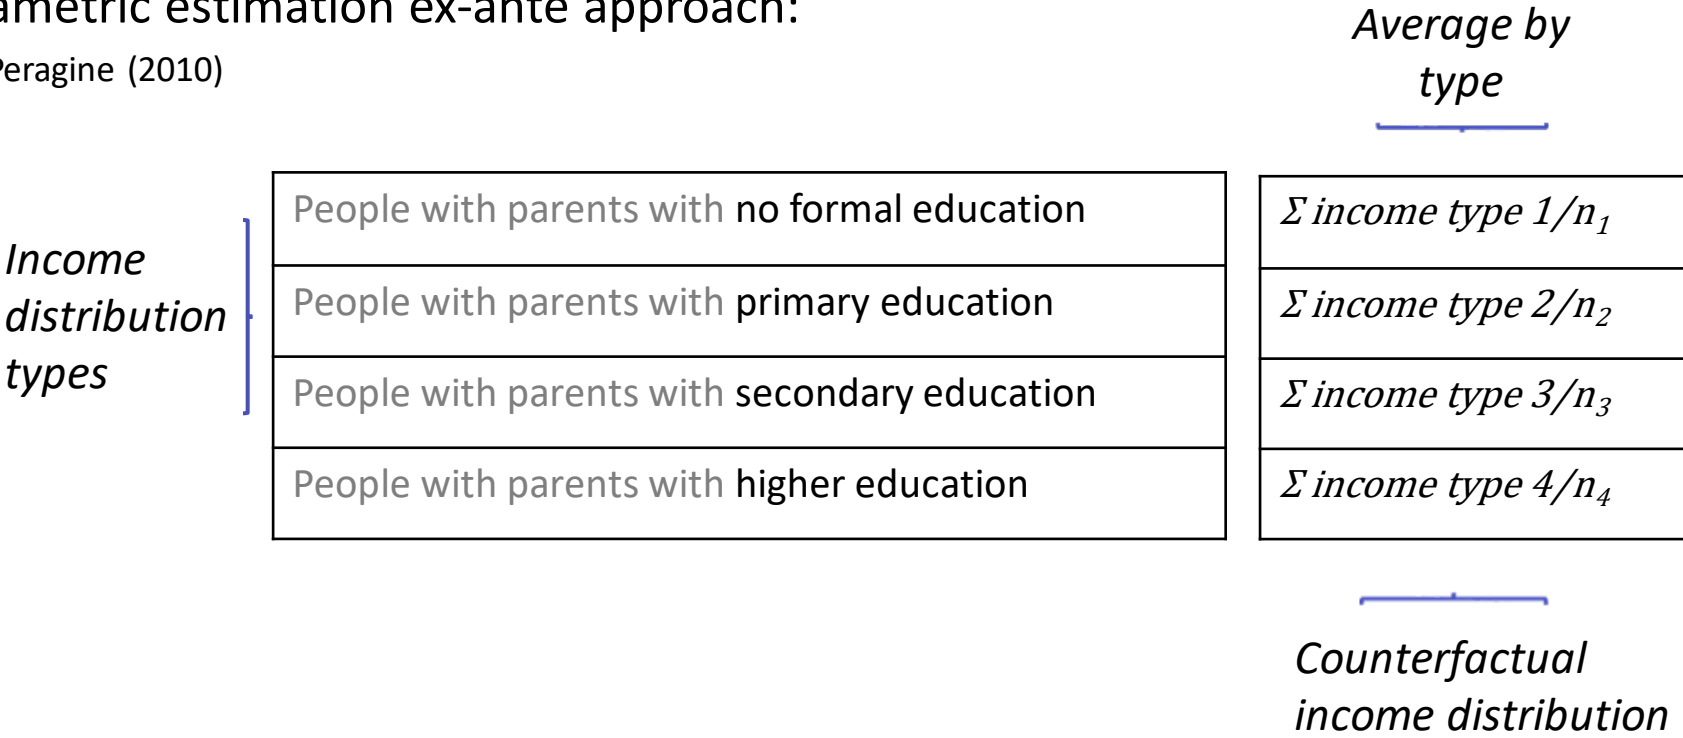 ametric estimation ex-ante approach:
Peragine (2010)
Average by
type
Income
distribution
types
People with parents with no formal education
Σ income type 1/n₁
People with parents with primary education
Σ income type 2/n₂
People with parents with secondary education
Σ income type 3/n₃
People with parents with higher education
Σ income type 4/n₄
Counterfactual
income distribution